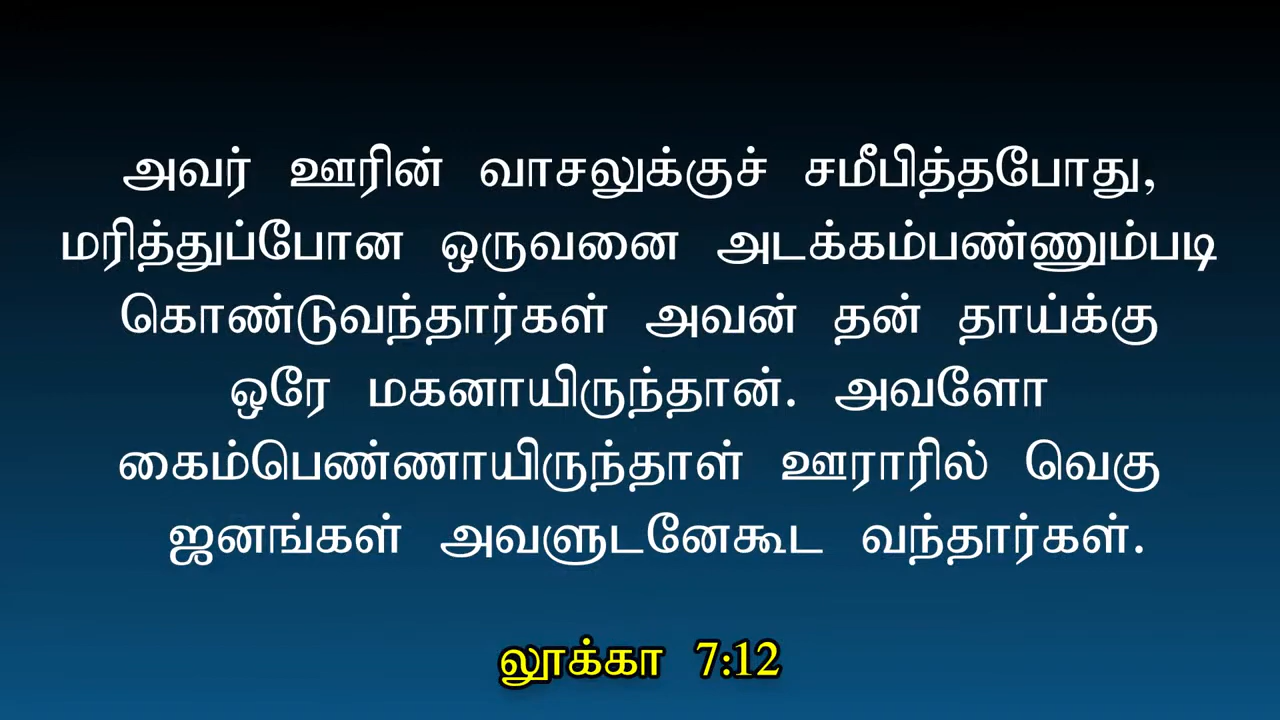 அவர் ஊரின் வாசலுக்குச் சமீபித்தபோது,
மரித்துப்போன ஒருவனை அடக்கம்பண்ணும்படி
கொண்டுவந்தார்கள் அவன் தன் தாய்க்கு
ஒரே மகனாயிருந்தான். அவளோ
கைம்பெண்ணாயிருந்தாள் ஊராரில் வெகு
ஜனங்கள் அவளுடனேகூட வந்தார்கள்.
லூக்கா 7:12